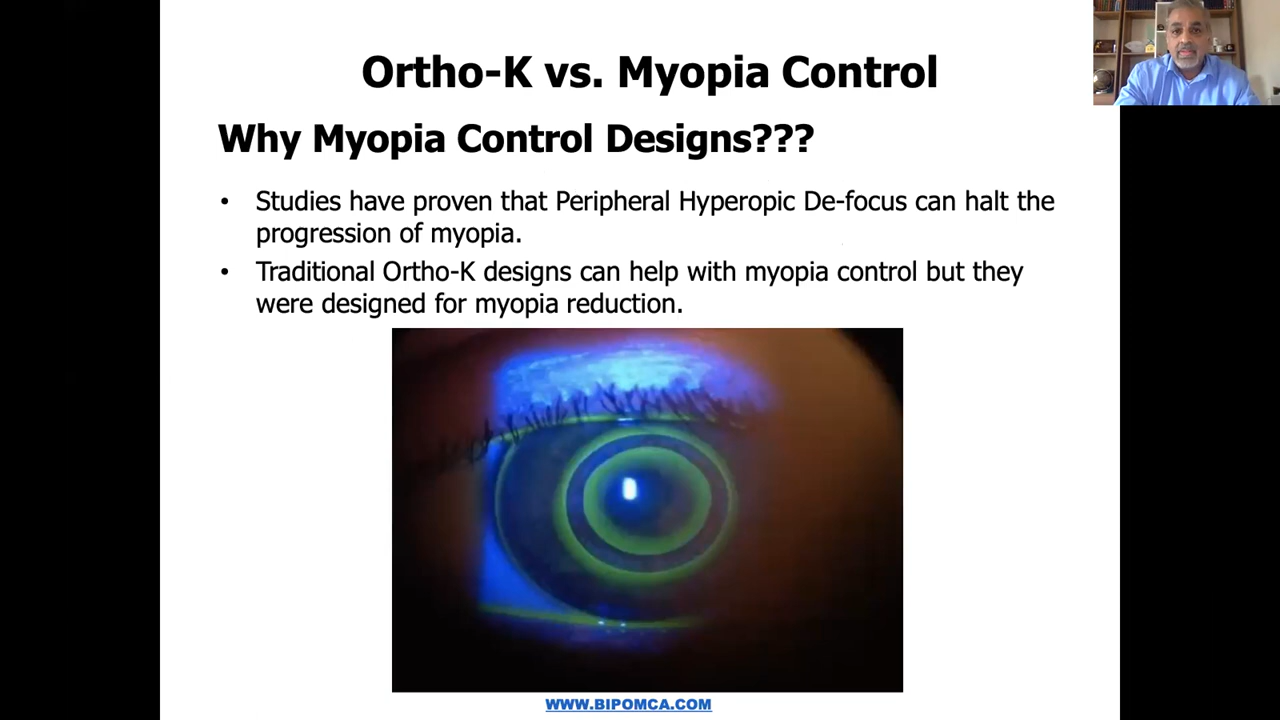 Ortho-K vs. Myopia Control
Why Myopia Control Designs???
• Studies have proven that Peripheral Hyperopic De-focus can halt the
progression of myopia.
• Traditional Ortho-K designs can help with myopia control but they
were designed for myopia reduction.
WWW.BIPOMCA.COM